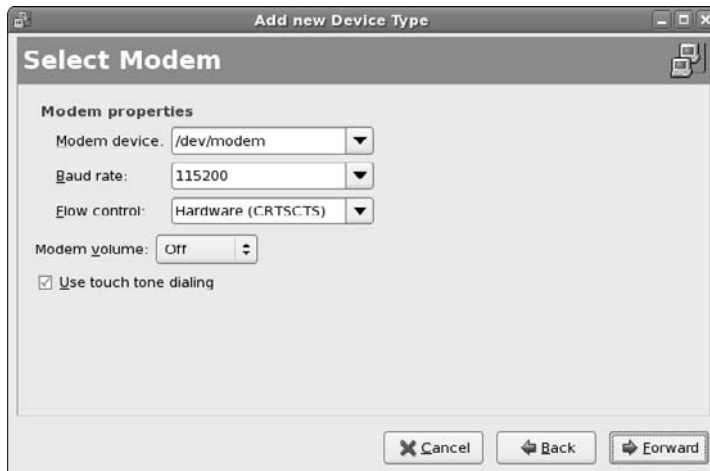 Add new Device Type
Select Modem
Modem properties
Modem device. /dev/modem
Baud rate: 115200
Flow control: Hardware (CRTSCTS)
Modem volume: Off
Use touch tone dialing
Cancel Back Forward